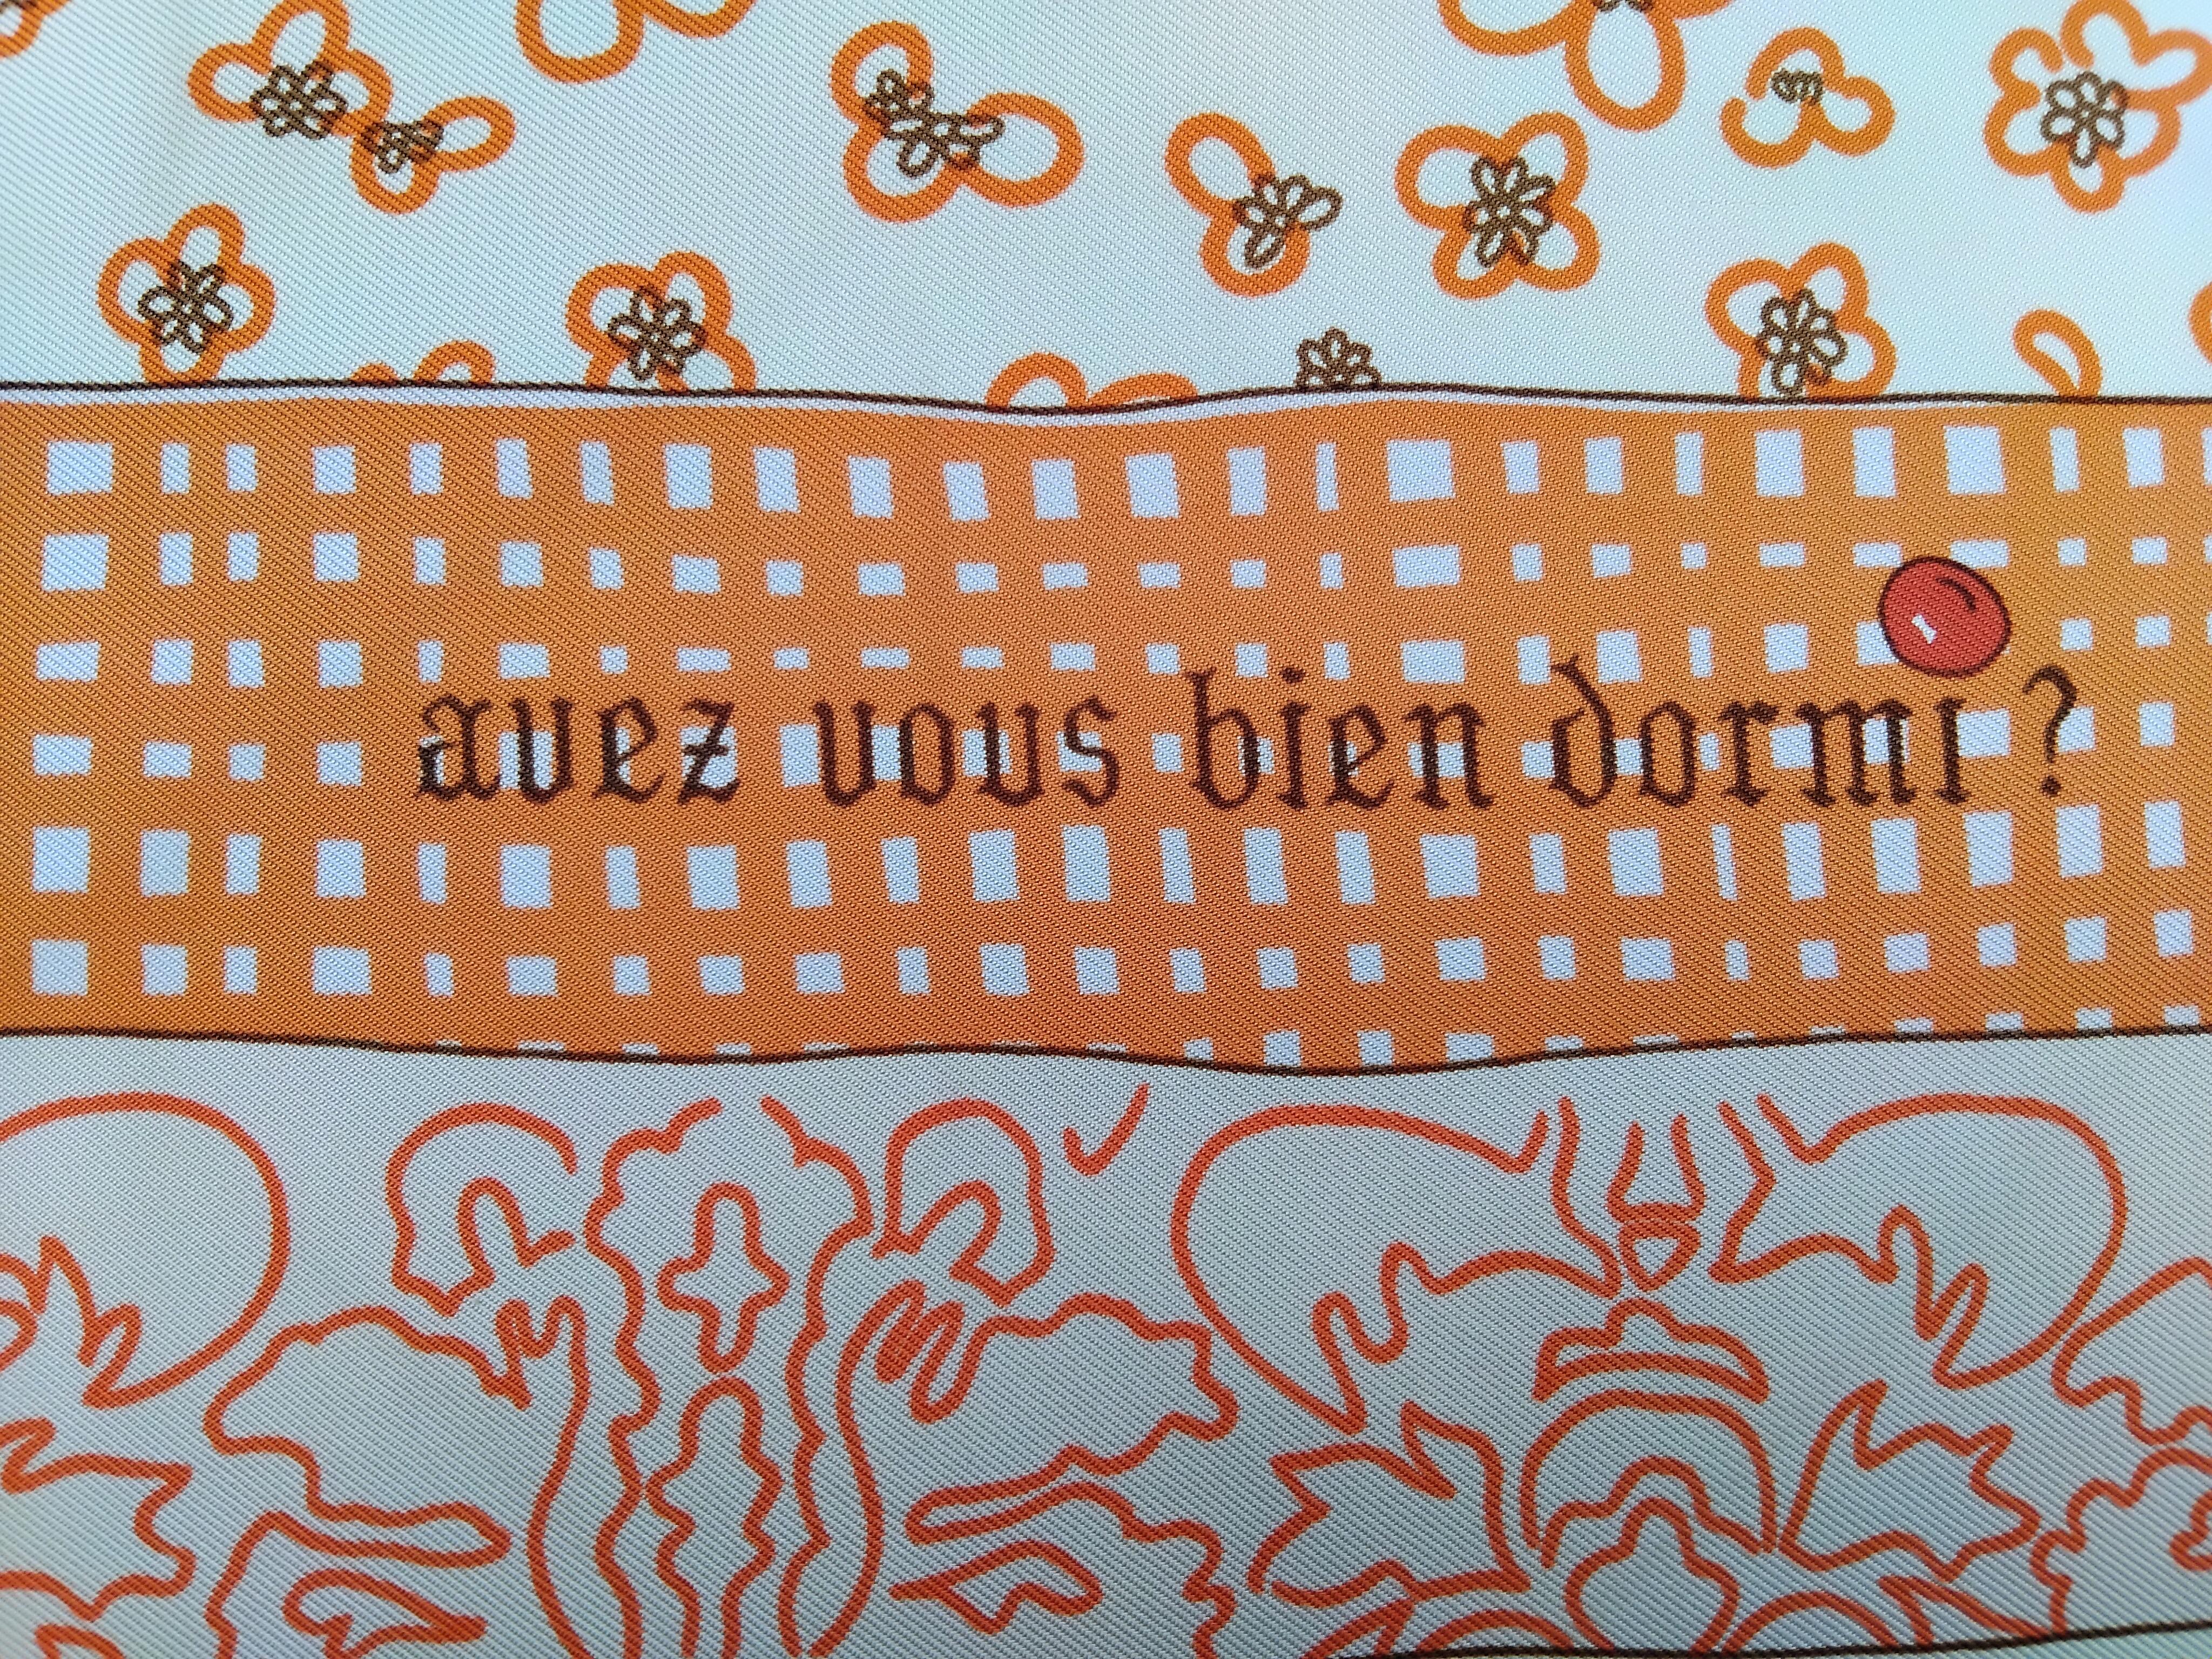 avez vous bien dormi ?